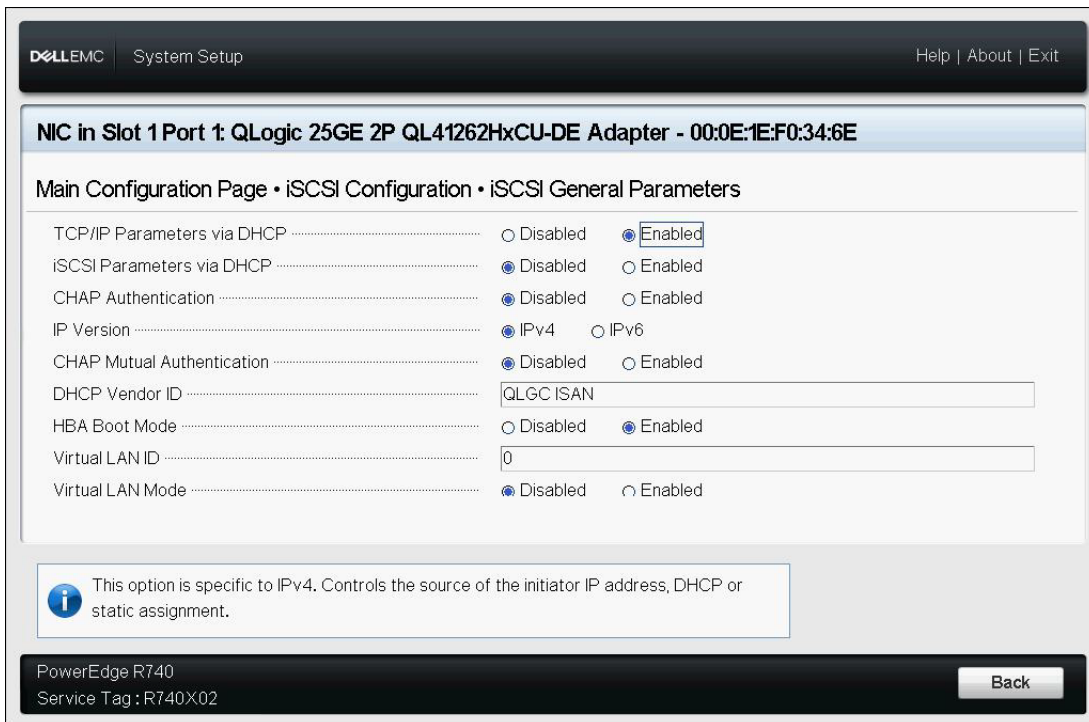 DELLEMC System Setup Help | About | Exit
NIC in Slot 1 Port 1: QLogic 25GE 2P QL41262HxCU-DE Adapter - 00:0E:1E:F0:34:6E
Main Configuration Page • iSCSI Configuration • iSCSI General Parameters
TCP/IP Parameters via DHCP Disabled Enabled
iSCSI Parameters via DHCP Disabled Enabled
CHAP Authentication Disabled Enabled
IP Version IPv4 IPv6
CHAP Mutual Authentication Disabled Enabled
DHCP Vendor ID QLGC ISAN
HBA Boot Mode Disabled Enabled
Virtual LAN ID 0
Virtual LAN Mode Disabled Enabled
This option is specific to IPv4. Controls the source of the initiator IP address, DHCP or
static assignment.
PowerEdge R740
Service Tag : R740X02
Back